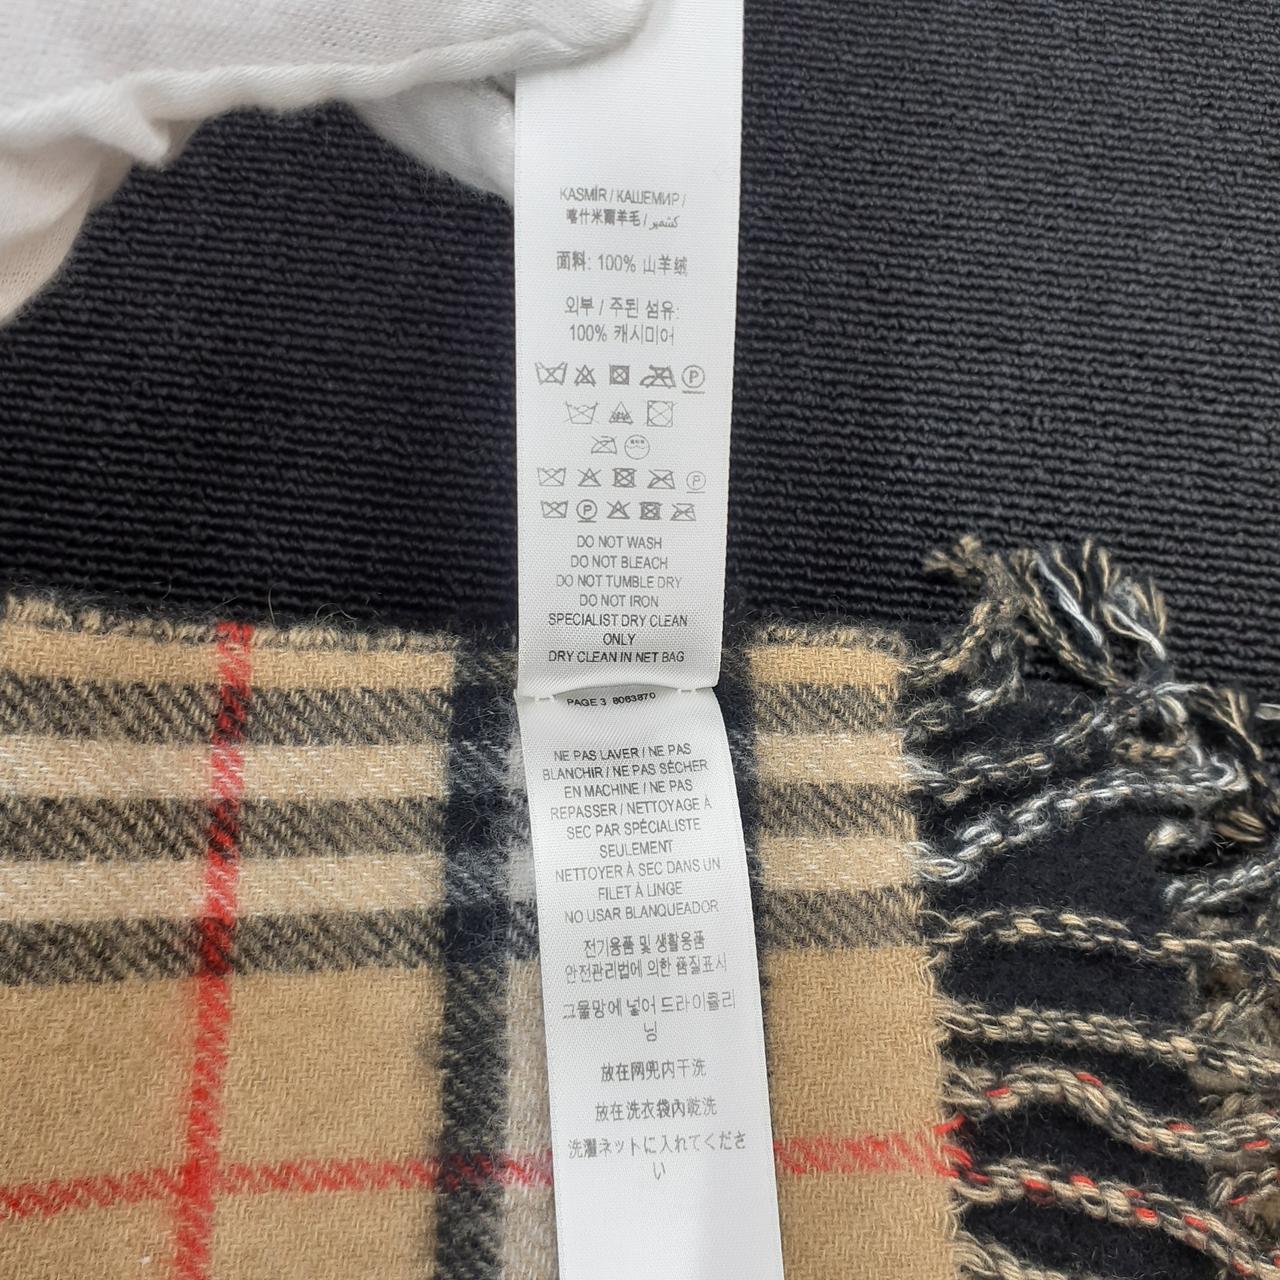 KASMİR / КАШЕМИР /
喀什米爾羊毛 / كشمير
面料: 100% 山羊绒
외부 / 주된 섬유:
100% 캐시미어
DO NOT WASH
DO NOT BLEACH
DO NOT TUMBLE DRY
DO NOT IRON
SPECIALIST DRY CLEAN
ONLY
DRY CLEAN IN NET BAG
PAGE 3 8063870
NE PAS LAVER / NE PAS
BLANCHIR / NE PAS SÉCHER
EN MACHINE / NE PAS
REPASSER / NETTOYAGE À
SEC PAR SPÉCIALISTE
SEULEMENT
NETTOYER À SEC DANS UN
FILET À LINGE
NO USAR BLANQUEADOR
전기용품 및 생활용품
안전관리법에 의한 품질표시
그물망에 넣어 드라이클리
닝
放在网兜内干洗
放在洗衣袋內乾洗
洗濯ネットに入れてくださ
い